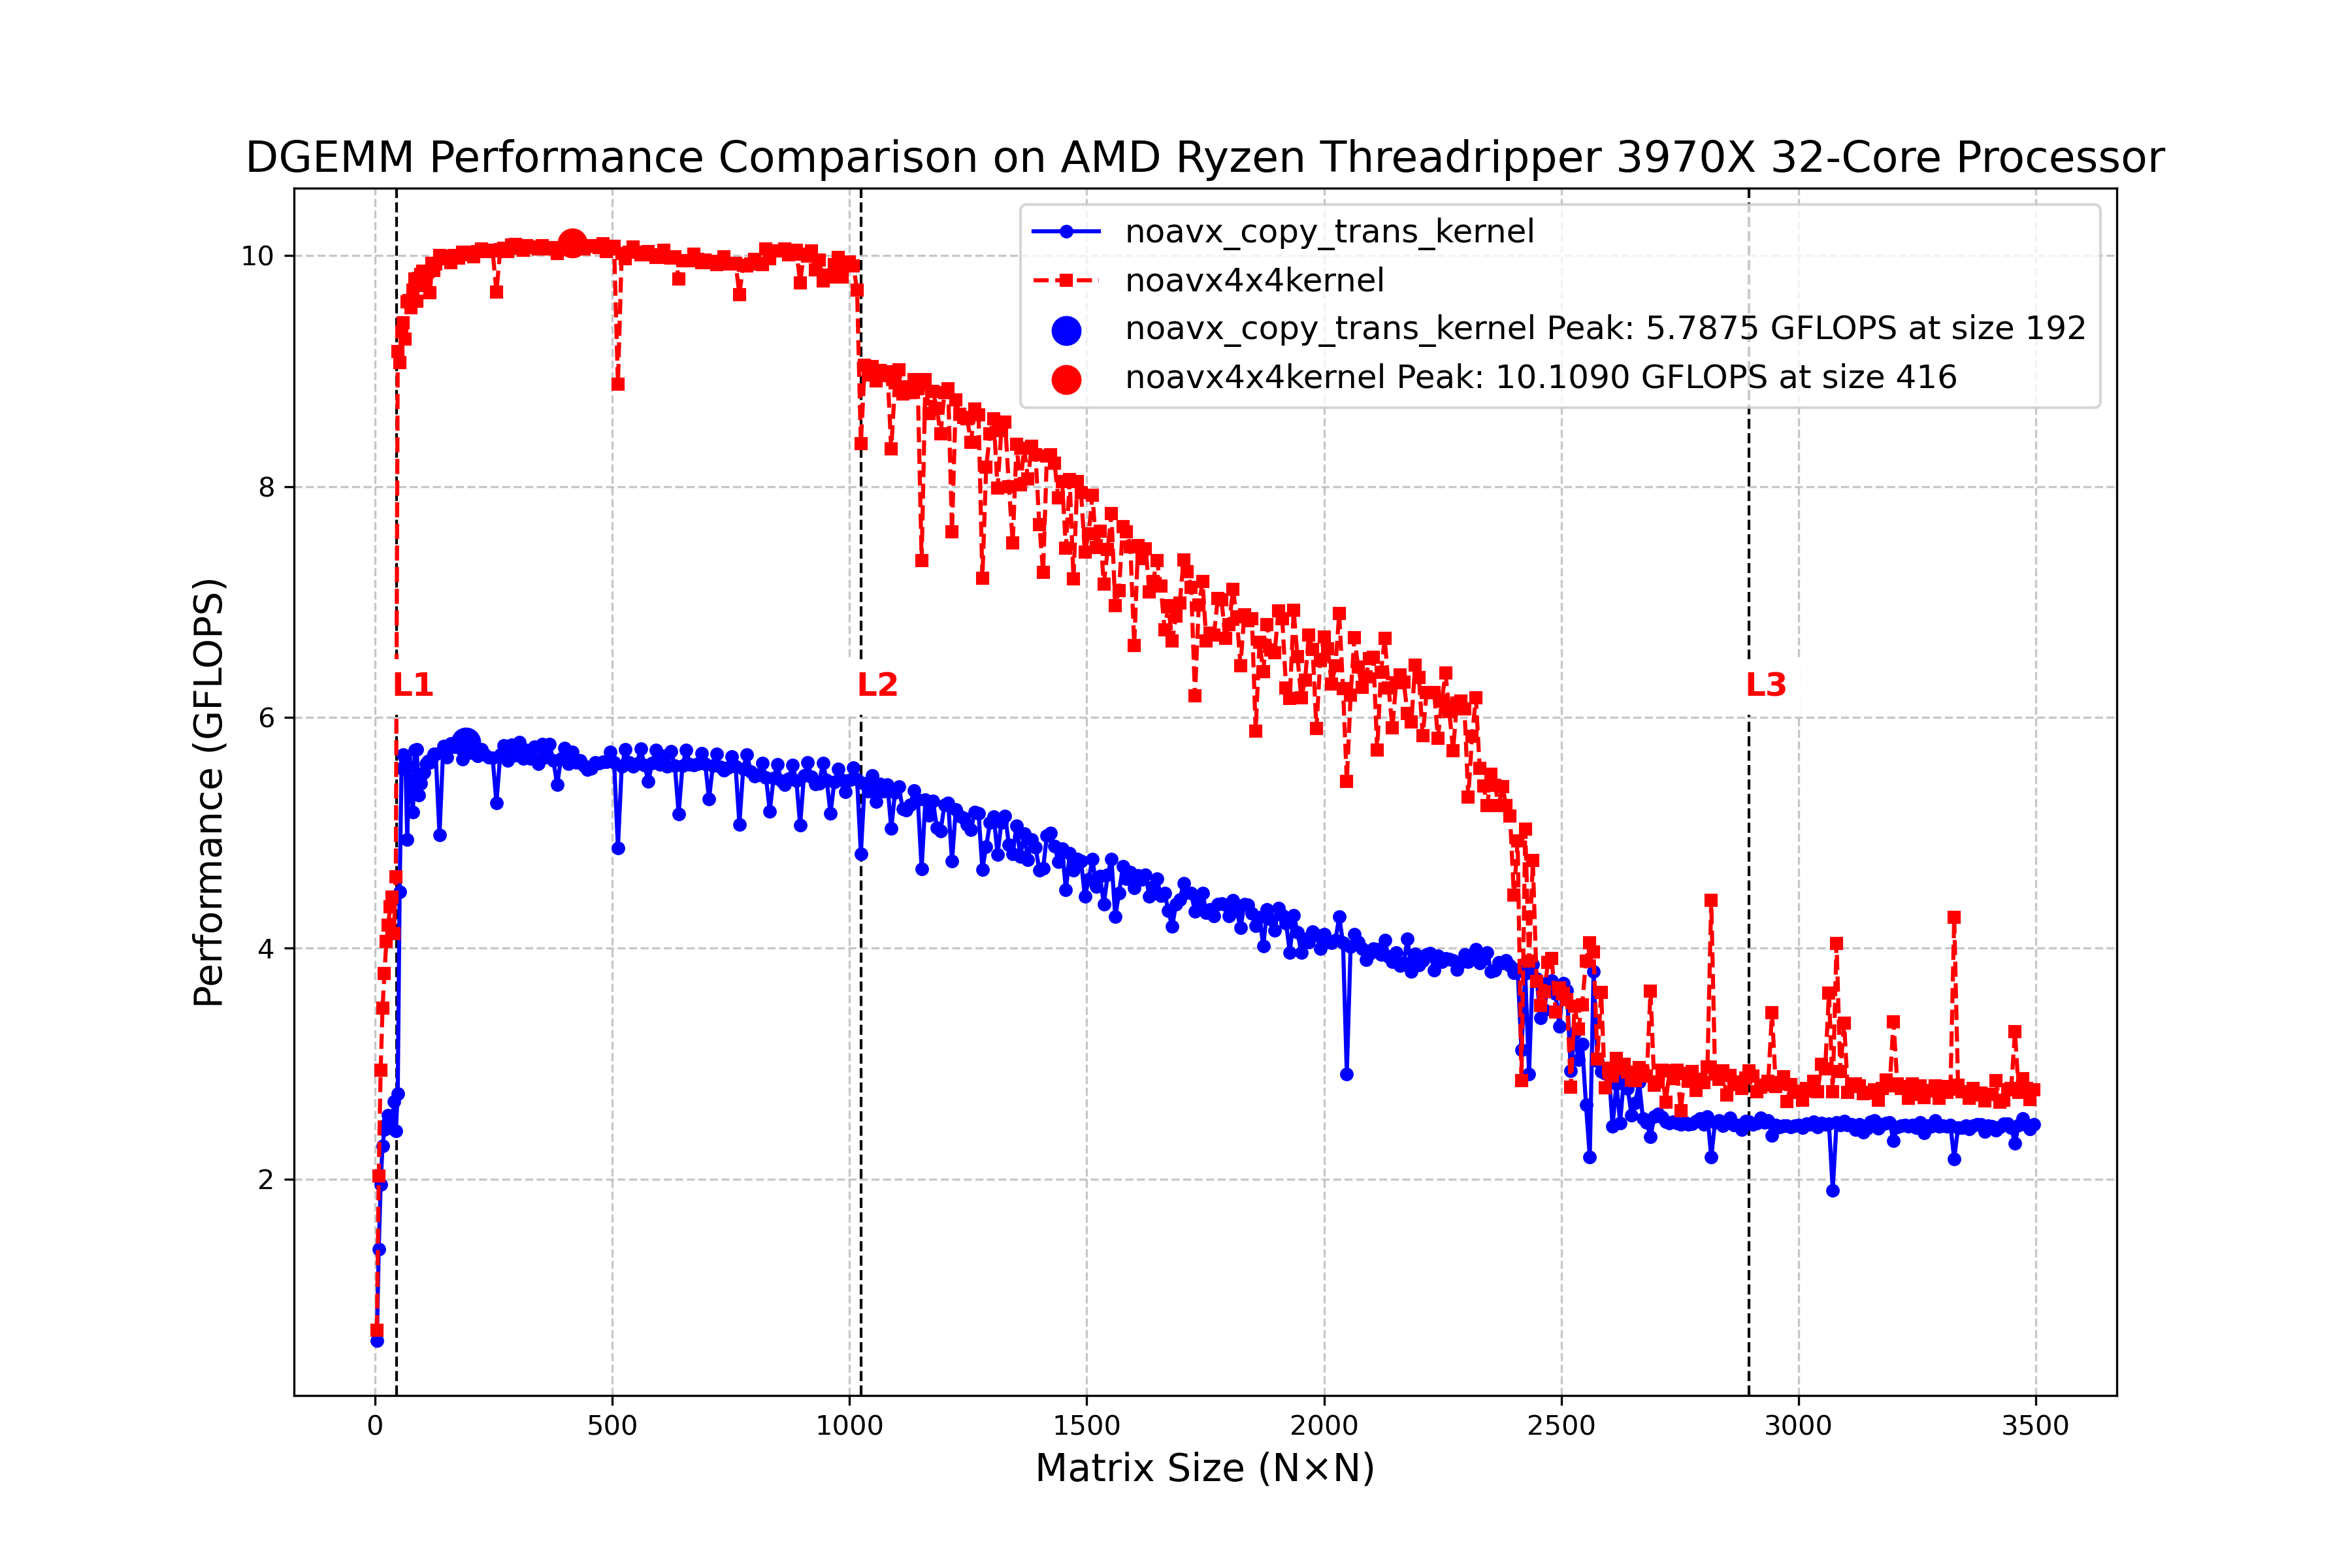 DGEMM Performance Comparison on AMD Ryzen Threadripper 3970X 32-Core Processor
noavx_copy_trans_kernel
noavx4x4kernel
noavx_copy_trans_kernel Peak: 5.7875 GFLOPS at size 192
noavx4x4kernel Peak: 10.1090 GFLOPS at size 416
10
8
6
4
2
Performance (GFLOPS)
L1
L2
L3
0
500
1000
1500
2000
2500
3000
3500
Matrix Size (N×N)